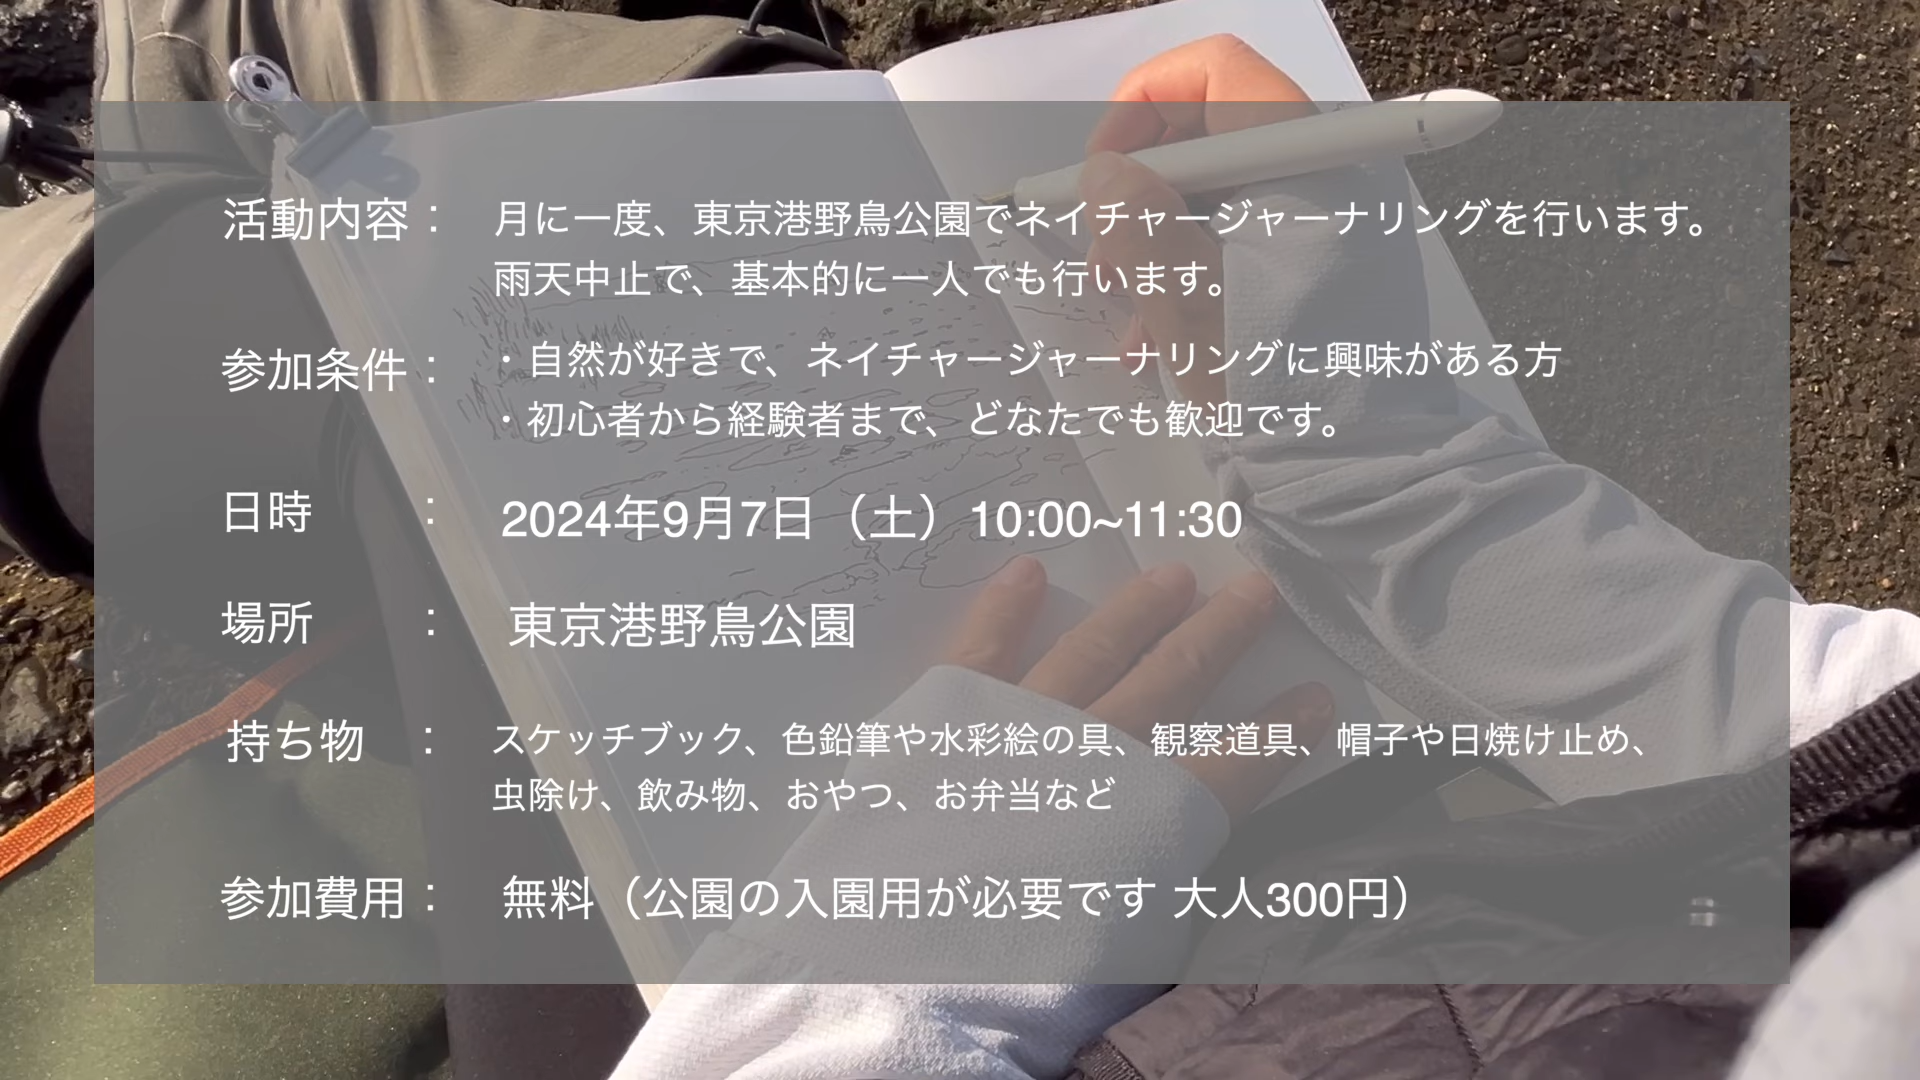 活動内容： 月に一度、東京港野鳥公園でネイチャージャーナリングを行います。
雨天中止で、基本的に一人でも行います。
参加条件： ・自然が好きで、ネイチャージャーナリングに興味がある方
・初心者から経験者まで、どなたでも歓迎です。
日時 ： 2024年9月7日（土）10:00~11:30
場所 ： 東京港野鳥公園
持ち物 ： スケッチブック、色鉛筆や水彩絵の具、観察道具、帽子や日焼け止め、
虫除け、飲み物、おやつ、お弁当など
参加費用： 無料（公園の入園用が必要です 大人300円）